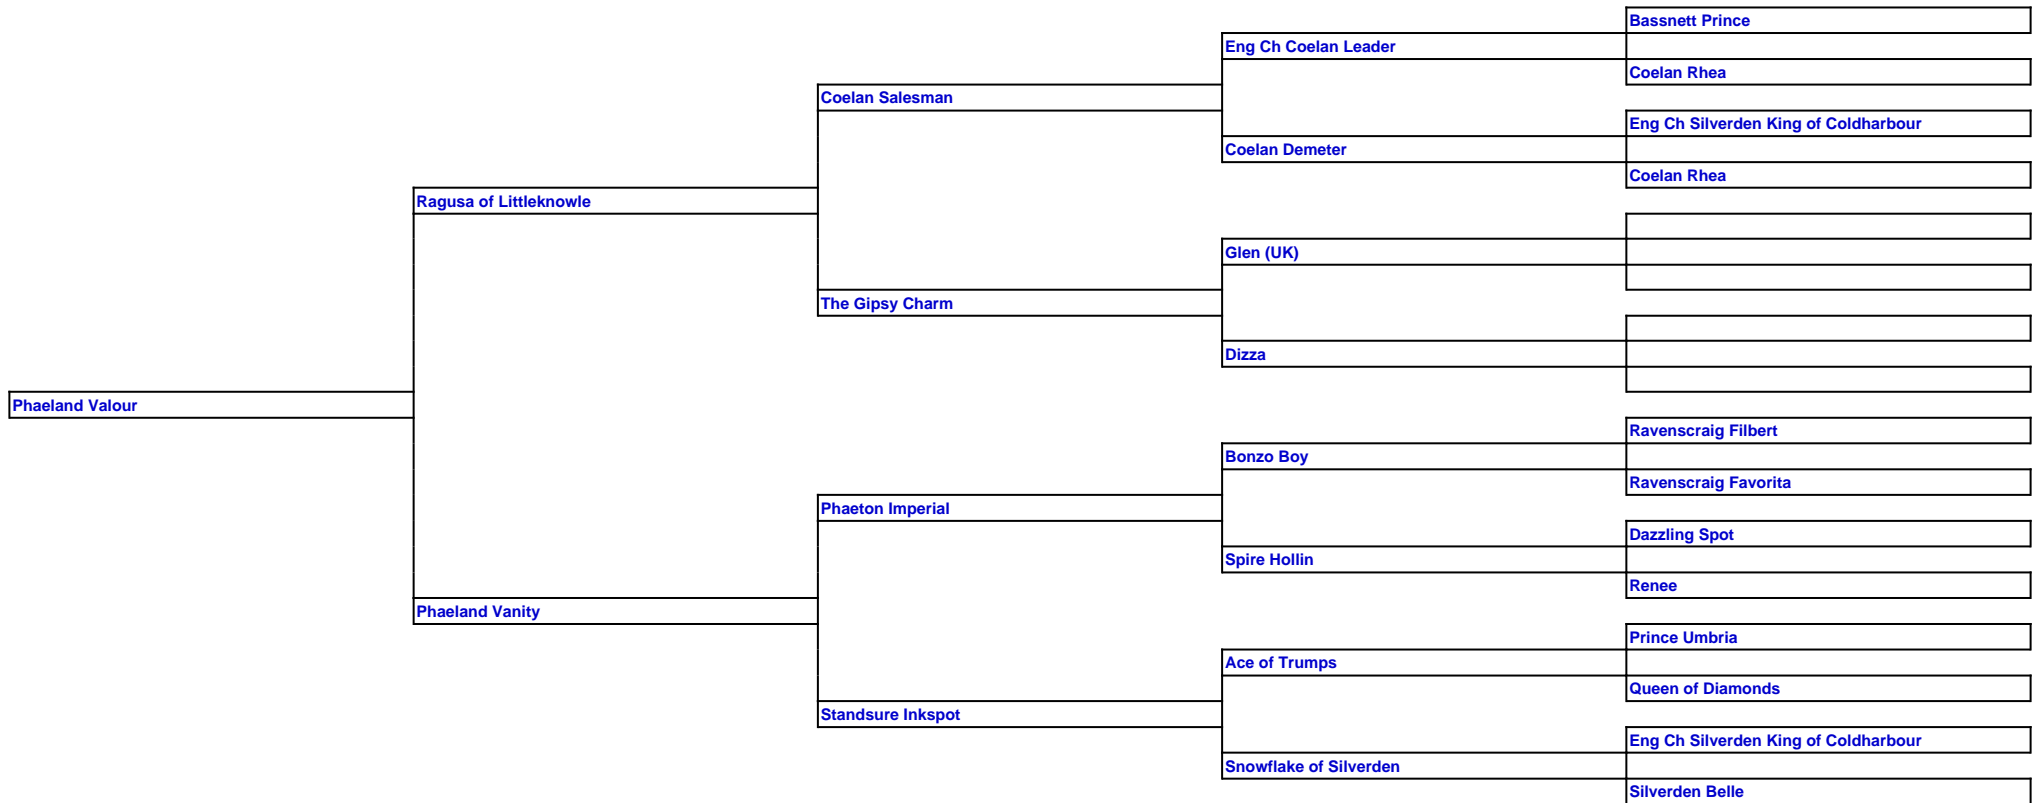 Bassnett Prince
Eng Ch Coelan Leader
Coelan Rhea
Coelan Salesman
Eng Ch Silverden King of Coldharbour
Coelan Demeter
Coelan Rhea
Ragusa of Littleknowle
Glen (UK)
The Gipsy Charm
Dizza
Phaeland Valour
Ravenscraig Filbert
Bonzo Boy
Ravenscraig Favorita
Phaeton Imperial
Dazzling Spot
Spire Hollin
Renee
Phaeland Vanity
Prince Umbria
Ace of Trumps
Queen of Diamonds
Standsure Inkspot
Eng Ch Silverden King of Coldharbour
Snowflake of Silverden
Silverden Belle